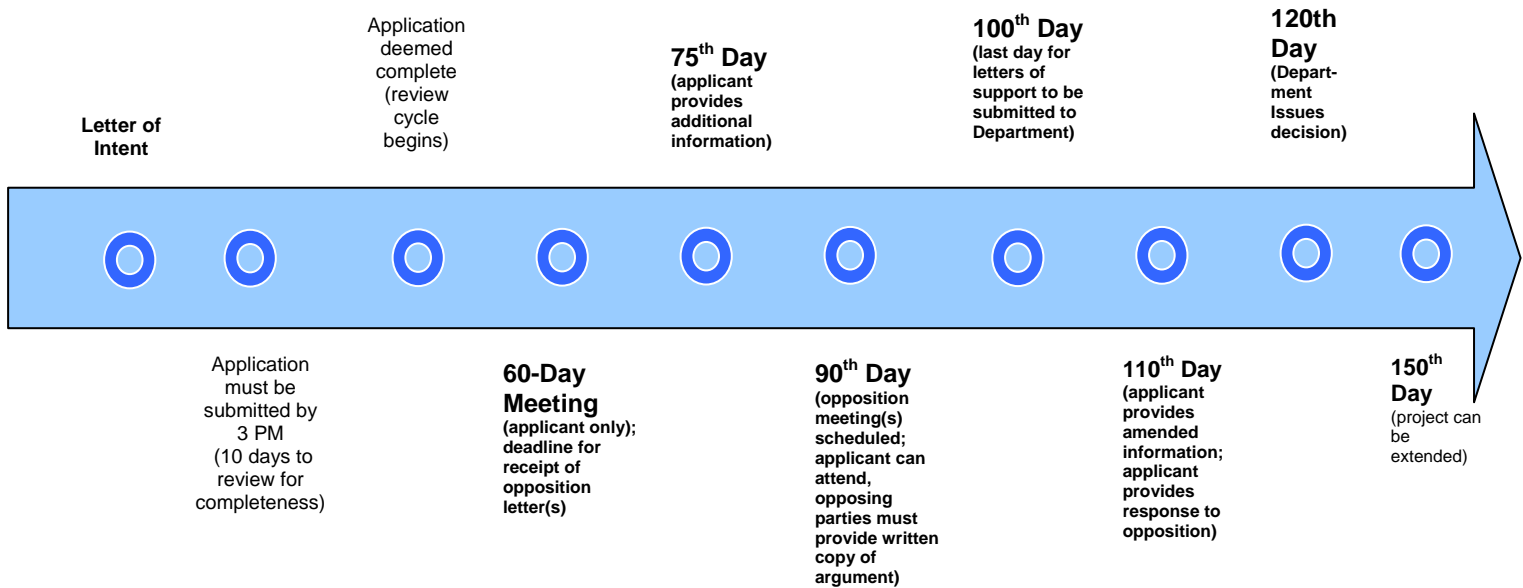 Letter of
Intent
Application
must be
submitted by
3 PM
(10 days to
review for
completeness)
Application
deemed
complete
(review
cycle
begins)
60-Day
Meeting
(applicant only);
deadline for
receipt of
opposition
letter(s)
75th Day
(applicant
provides
additional
information)
90th Day
(opposition
meeting(s)
scheduled;
applicant can
attend,
opposing
parties must
provide written
copy of
argument)
100th Day
(last day for
letters of
support to be
submitted to
Department)
110th Day
(applicant
provides
amended
information;
applicant
provides
response to
opposition)
120th
Day
(Depart-
ment
Issues
decision)
150th
Day
(project can
be
extended)